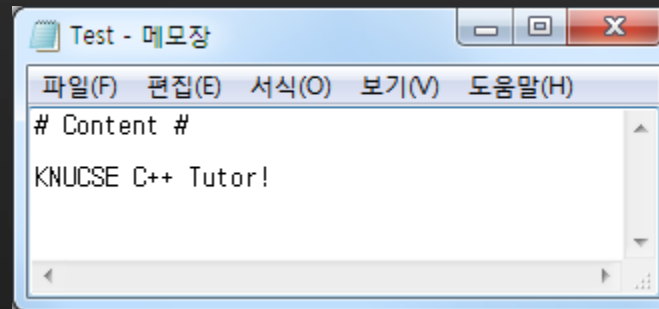 Test - 메모장
파일(F) 편집(E) 서식(O) 보기(V) 도움말(H)
# Content #
KNUCSE C++ Tutor!